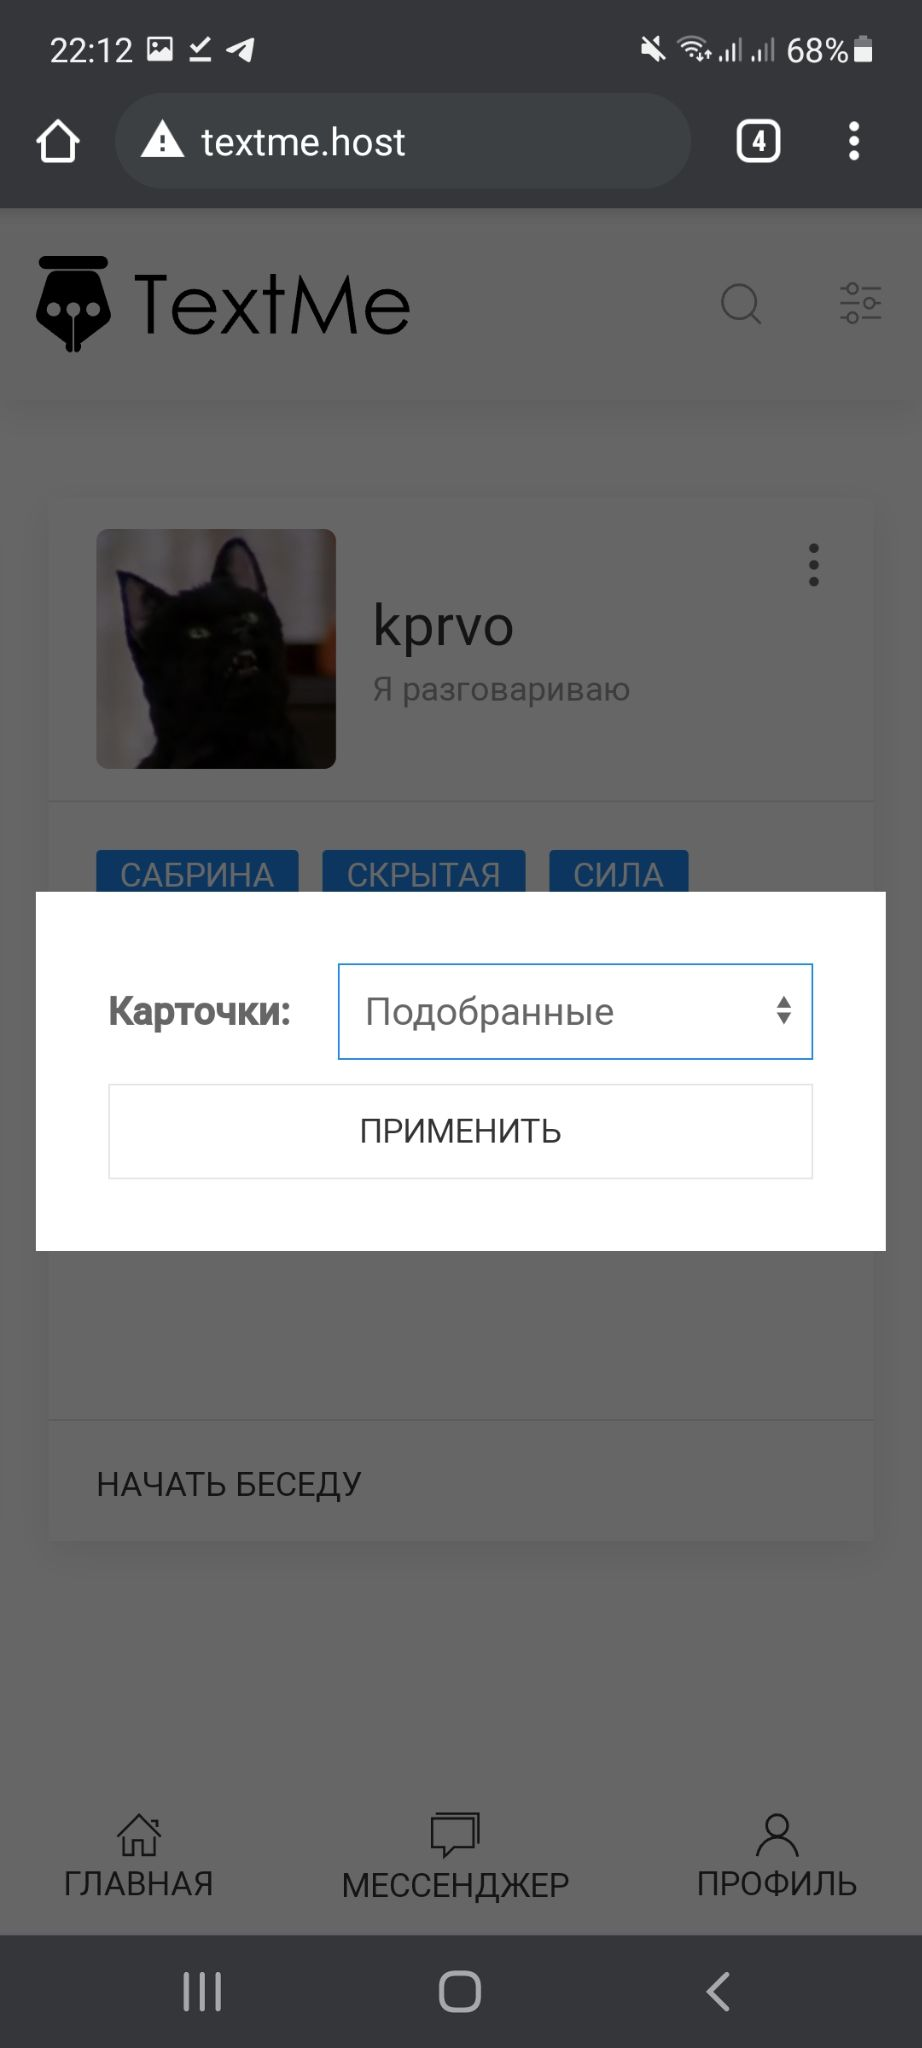 22:12 68%
textme.host 4
TextMe
kprvo
Я разговариваю
САБРИНА СКРЫТАЯ СИЛА
Карточки: Подобранные
ПРИМЕНИТЬ
НАЧАТЬ БЕСЕДУ
ГЛАВНАЯ МЕССЕНДЖЕР ПРОФИЛЬ